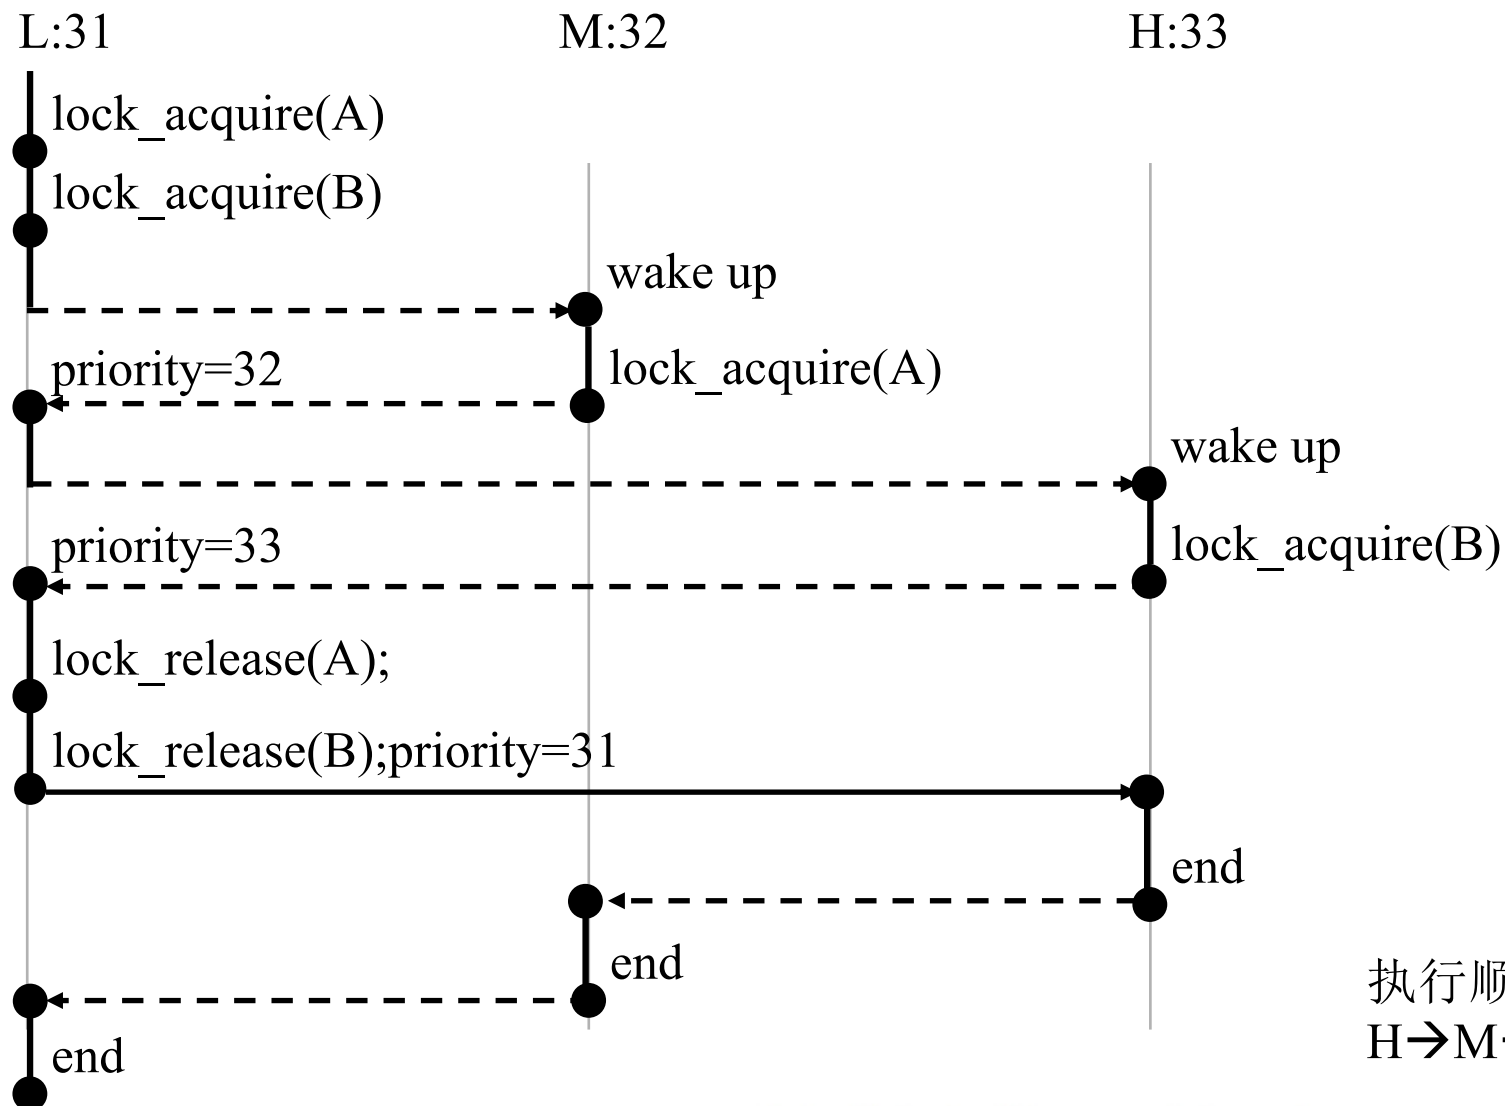 L:31
M:32
H:33
lock_acquire(A)
lock_acquire(B)
wake up
priority=32
lock_acquire(A)
wake up
priority=33
lock_acquire(B)
lock_release(A);
lock_release(B);priority=31
end
end
执行顺
H→M
end